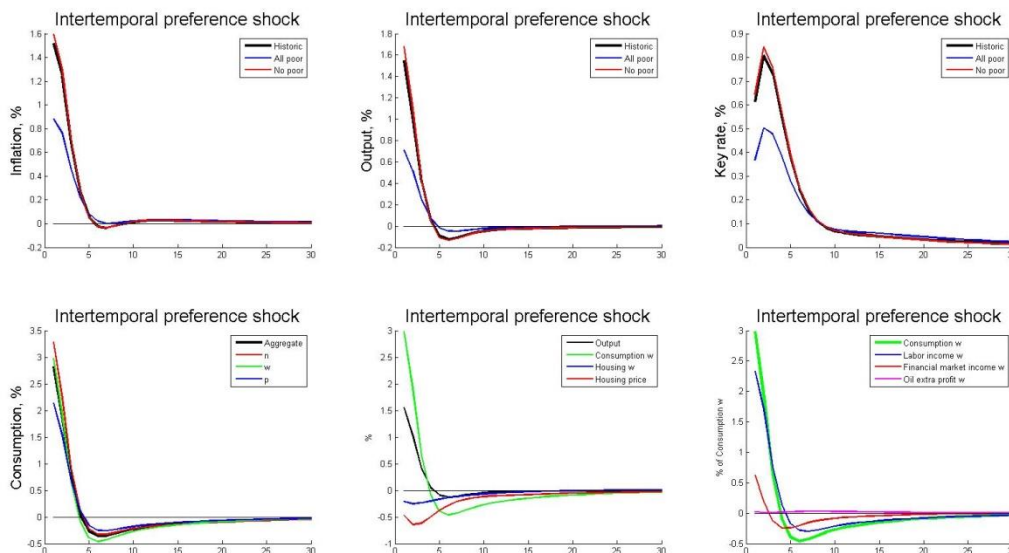 Intertemporal preference shock
Inflation, %
1.6
1.4
1.2
1
0.8
0.6
0.4
0.2
0
-0.2
0 5 10 15 20 25 30
Historic
All poor
No poor
Intertemporal preference shock
Output, %
1.8
1.6
1.4
1.2
1
0.8
0.6
0.4
0.2
0
-0.2
0 5 10 15 20 25 30
Historic
All poor
No poor
Intertemporal preference shock
Key rate, %
0.9
0.8
0.7
0.6
0.5
0.4
0.3
0.2
0.1
0
0 5 10 15 20 25 30
Historic
All poor
No poor
Intertemporal preference shock
Consumption, %
3.5
3
2.5
2
1.5
1
0.5
0
-0.5
0 5 10 15 20 25 30
Aggregate
n
w
p
Intertemporal preference shock
%
3
2.5
2
1.5
1
0.5
0
-0.5
-1
0 5 10 15 20 25 30
Output
Consumption w
Housing w
Housing price
Intertemporal preference shock
% of Consumption w
3
2.5
2
1.5
1
0.5
0
-0.5
0 5 10 15 20 25 30
Consumption w
Labor income w
Financial market income w
Oil extra profit w